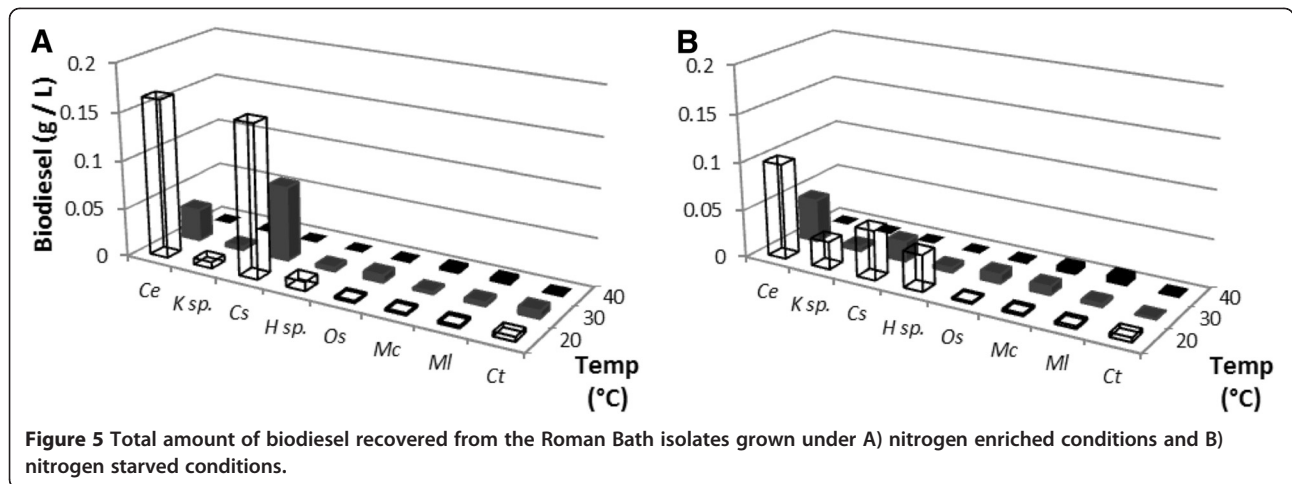 A
B
0.2
0.15
0.1
0.05
0
Biodiesel (g / L)
Ce
K sp.
Cs
H sp.
Os
Mc
Ml
Ct
20
30
40
Temp
(°C)
0.2
0.15
0.1
0.05
0
Ce
K sp.
Cs
H sp.
Os
Mc
Ml
Ct
20
30
40
Temp
(°C)
Figure 5 Total amount of biodiesel recovered from the Roman Bath isolates grown under A) nitrogen enriched conditions and B)
nitrogen starved conditions.